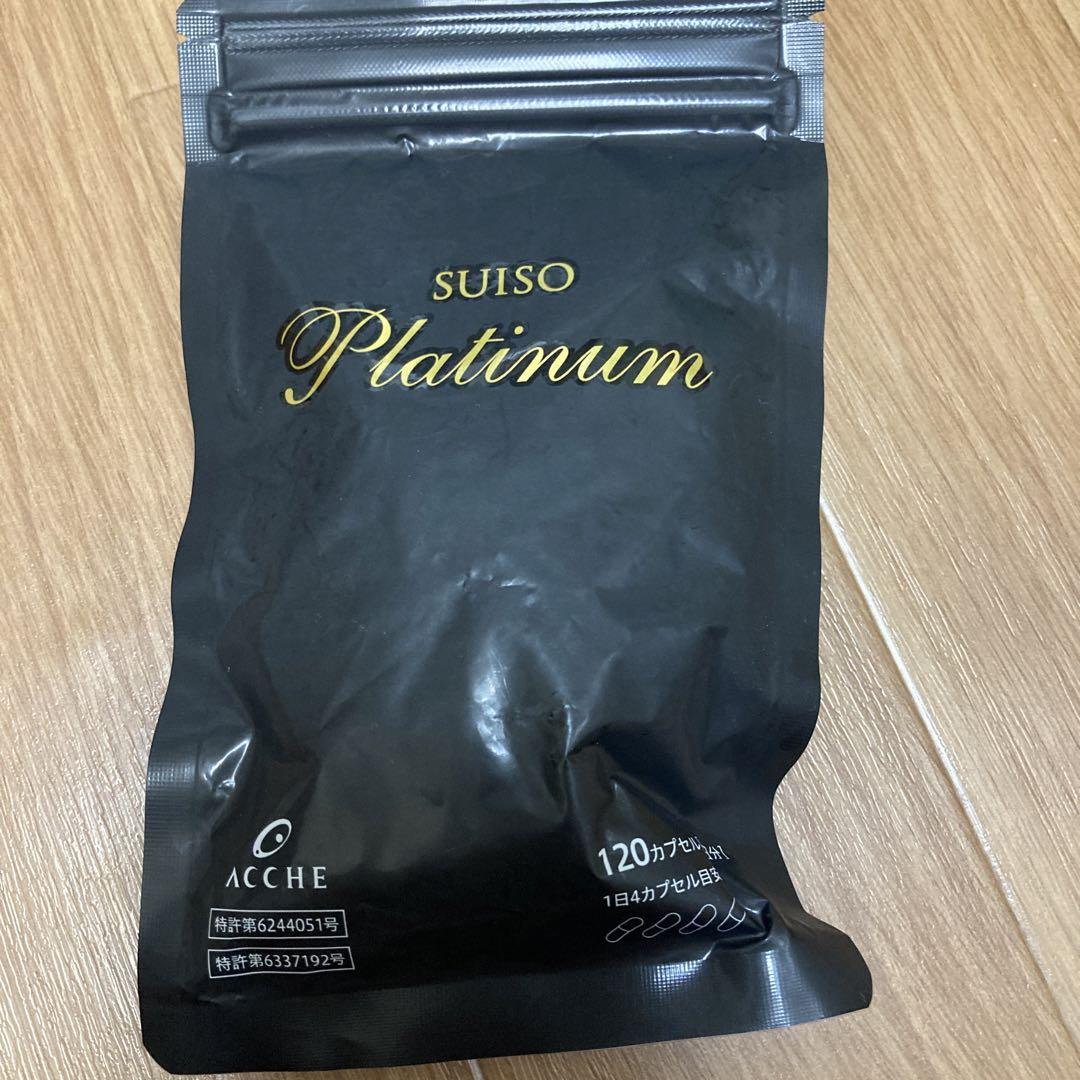 SUISO
Platinum
ACCHE
特許第6244051号
特許第6337192号
120カプセル
1日4カプセル目安